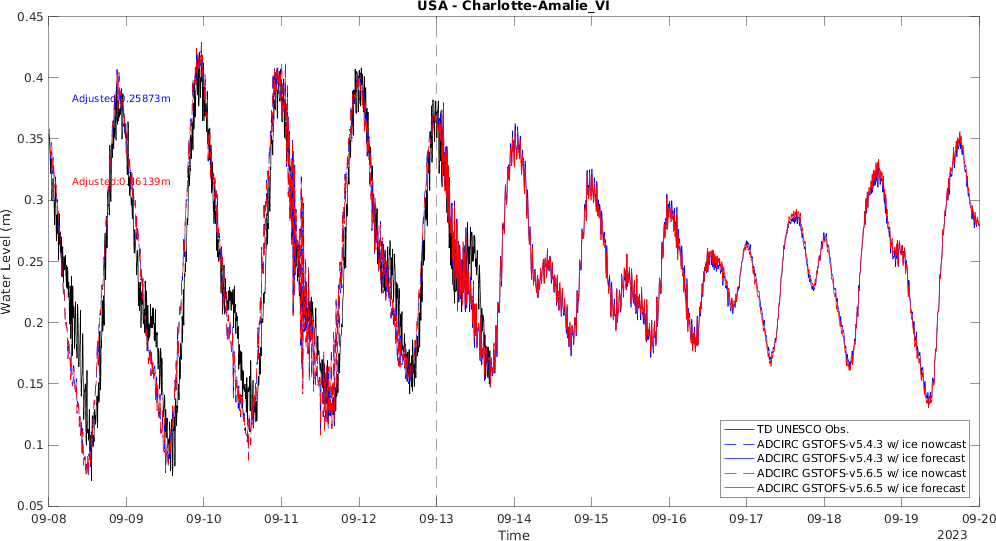 USA - Charlotte-Amalie_VI
0.45
0.4
0.35
0.3
0.25
0.2
0.15
0.1
0.05
Water Level (m)
Adjusted:0.25873m
Adjusted:0.06139m
TD UNESCO Obs.
ADCIRC GSTOFS-v5.4.3 w/ ice nowcast
ADCIRC GSTOFS-v5.4.3 w/ ice forecast
ADCIRC GSTOFS-v5.6.5 w/ ice nowcast
ADCIRC GSTOFS-v5.6.5 w/ ice forecast
09-08 09-09 09-10 09-11 09-12 09-13 09-14 09-15 09-16 09-17 09-18 09-19 09-20
Time
2023